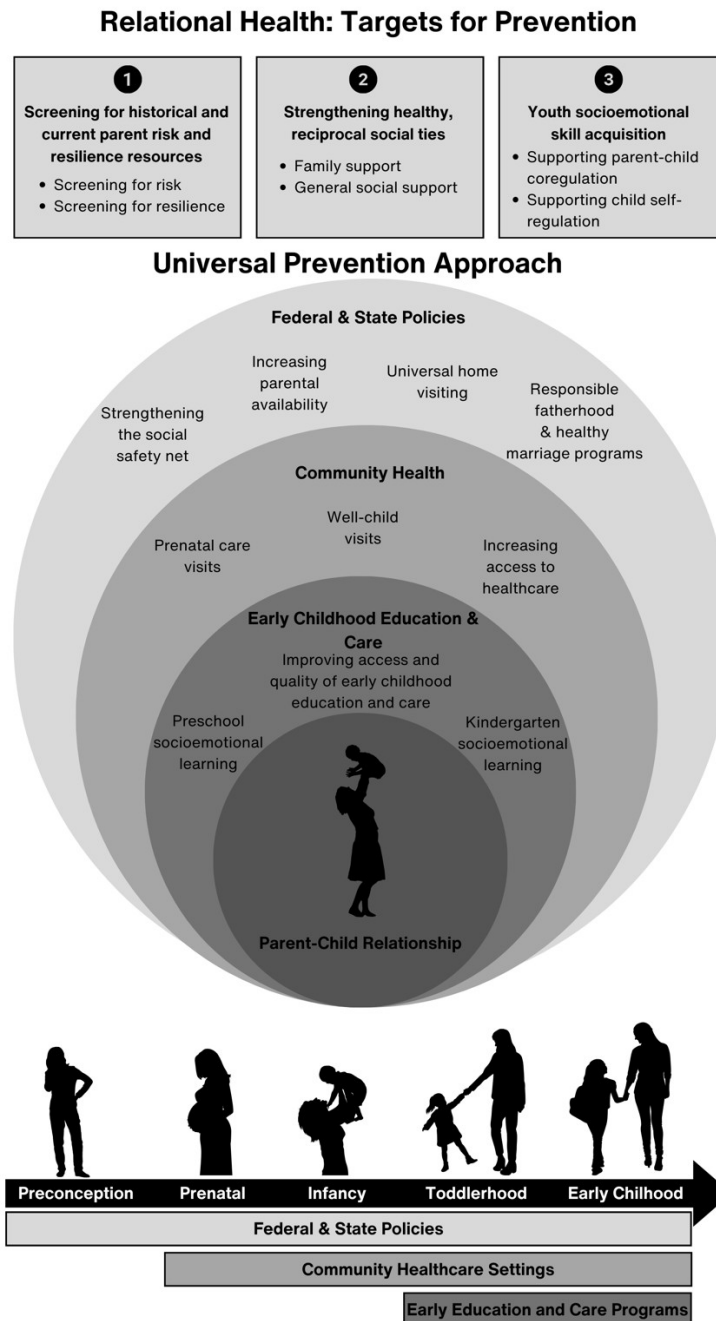 Relational Health: Targets for Prevention
1
Screening for historical and
current parent risk and
resilience resources
• Screening for risk
• Screening for resilience
2
Strengthening healthy,
reciprocal social ties
• Family support
• General social support
3
Youth socioemotional
skill acquisition
• Supporting parent-child
coregulation
• Supporting child self-
regulation
Universal Prevention Approach
Federal & State Policies
Strengthening
the social
safety net
Increasing
parental
availability
Universal home
visiting
Responsible
fatherhood
& healthy
marriage programs
Community Health
Prenatal care
visits
Well-child
visits
Increasing
access to
healthcare
Early Childhood Education &
Care
Improving access and
quality of early childhood
education and care
Preschool
socioemotional
learning
Kindergarten
socioemotional
learning
Parent-Child Relationship
Preconception
Prenatal
Infancy
Toddlerhood
Early Chilhood
Federal & State Policies
Community Healthcare Settings
Early Education and Care Programs